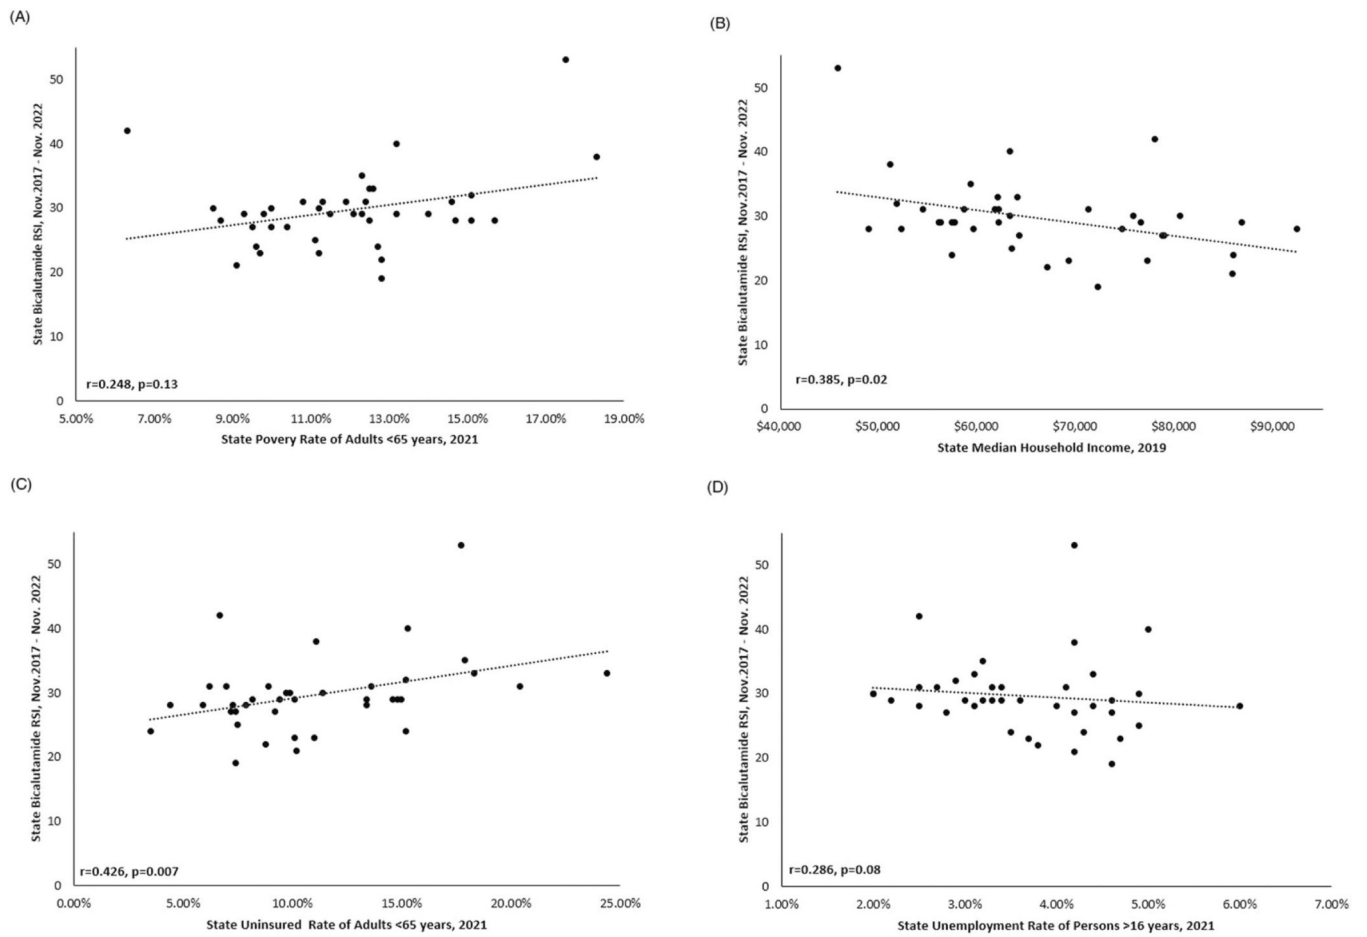 (A)
State Bicalutamide RSI, Nov.2017 - Nov. 2022
50
40
30
20
10
0
r=0.248, p=0.13
5.00% 7.00% 9.00% 11.00% 13.00% 15.00% 17.00% 19.00%
State Povery Rate of Adults <65 years, 2021
(B)
State Bicalutamide RSI, Nov.2017 - Nov. 2022
50
40
30
20
10
0
r=0.385, p=0.02
$40,000 $50,000 $60,000 $70,000 $80,000 $90,000
State Median Household Income, 2019
(C)
State Bicalutamide RSI, Nov.2017 - Nov. 2022
50
40
30
20
10
0
r=0.426, p=0.007
0.00% 5.00% 10.00% 15.00% 20.00% 25.00%
State Uninsured Rate of Adults <65 years, 2021
(D)
State Bicalutamide RSI, Nov.2017 - Nov. 2022
50
40
30
20
10
0
r=0.286, p=0.08
1.00% 2.00% 3.00% 4.00% 5.00% 6.00% 7.00%
State Unemployment Rate of Persons >16 years, 2021